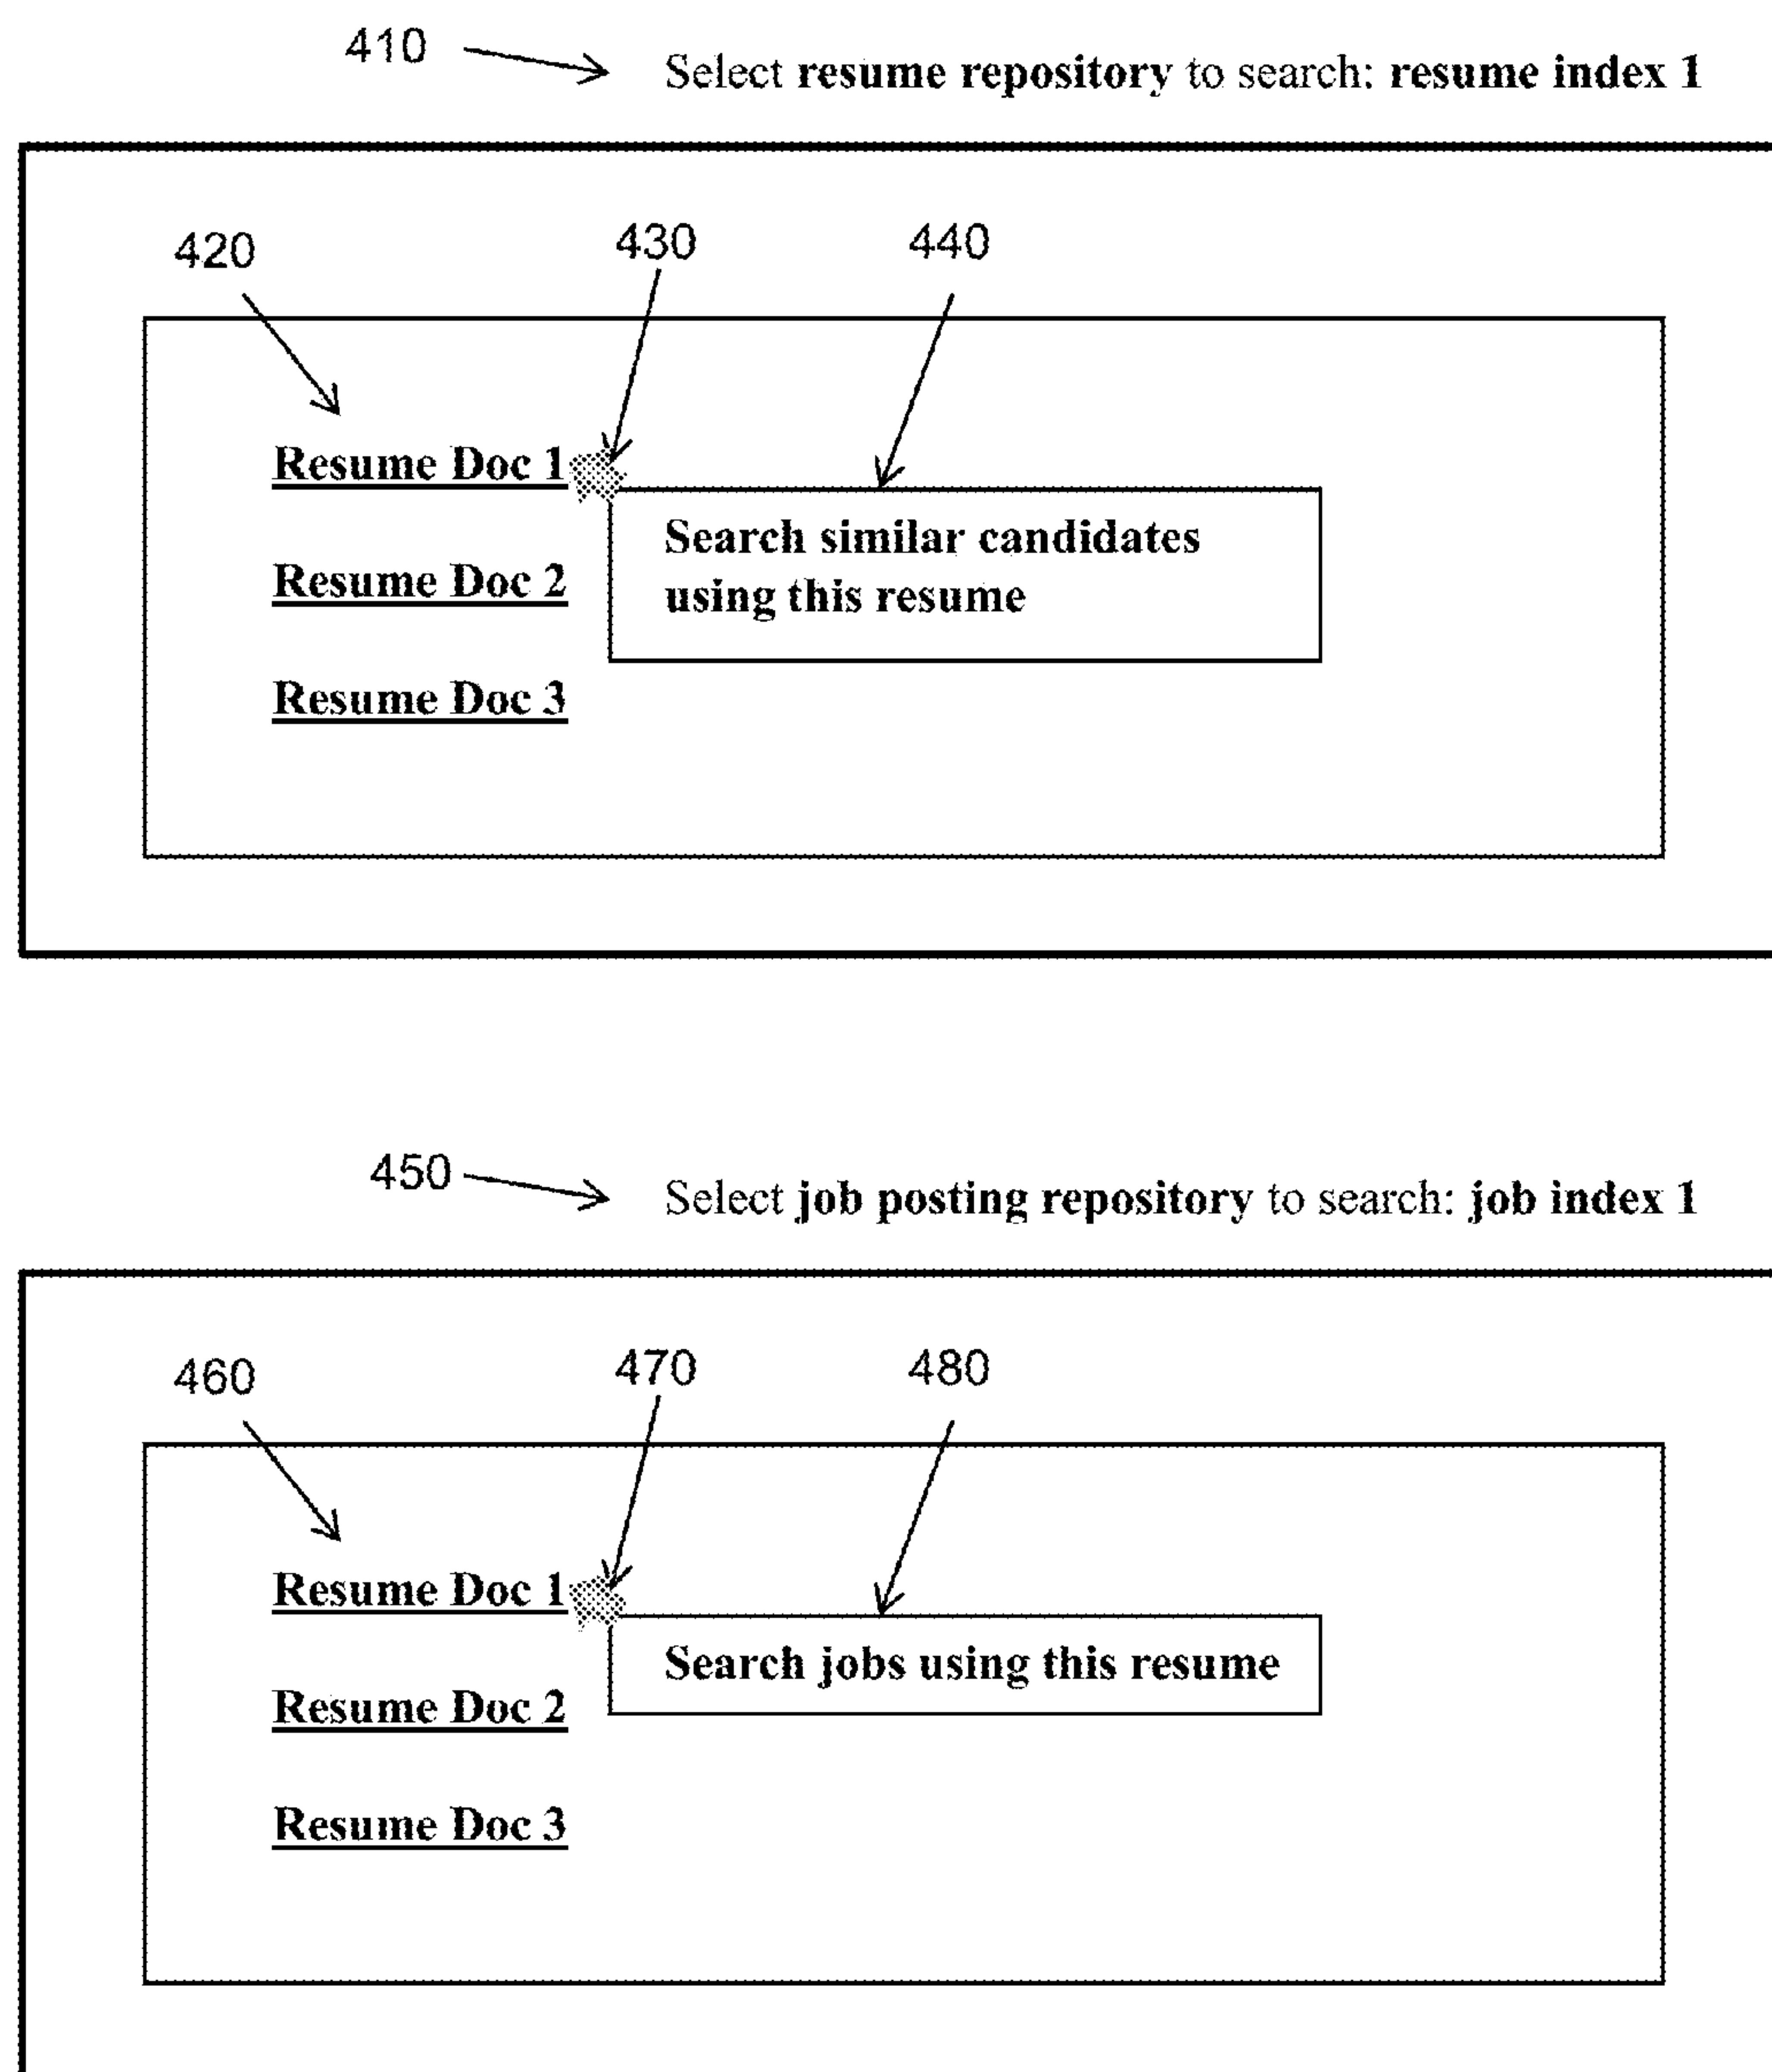 410
Select resume repository to search: resume index 1
420 430 440
Resume Doc 1
Search similar candidates
using this resume
Resume Doc 2
Resume Doc 3
450
Select job posting repository to search: job index 1
460 470 480
Resume Doc 1
Search jobs using this resume
Resume Doc 2
Resume Doc 3